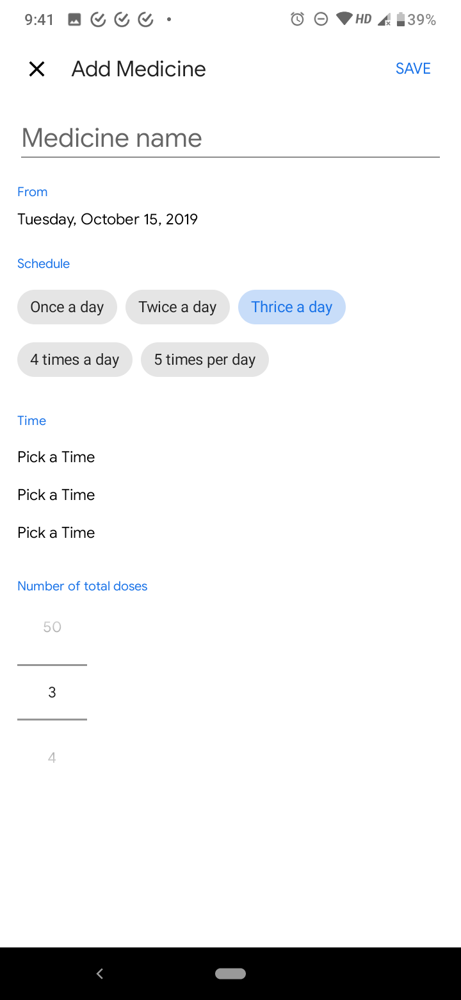 9:41 HD 39%
Add Medicine SAVE
Medicine name
From
Tuesday, October 15, 2019
Schedule
Once a day Twice a day Thrice a day
4 times a day 5 times per day
Time
Pick a Time
Pick a Time
Pick a Time
Number of total doses
50
3
4